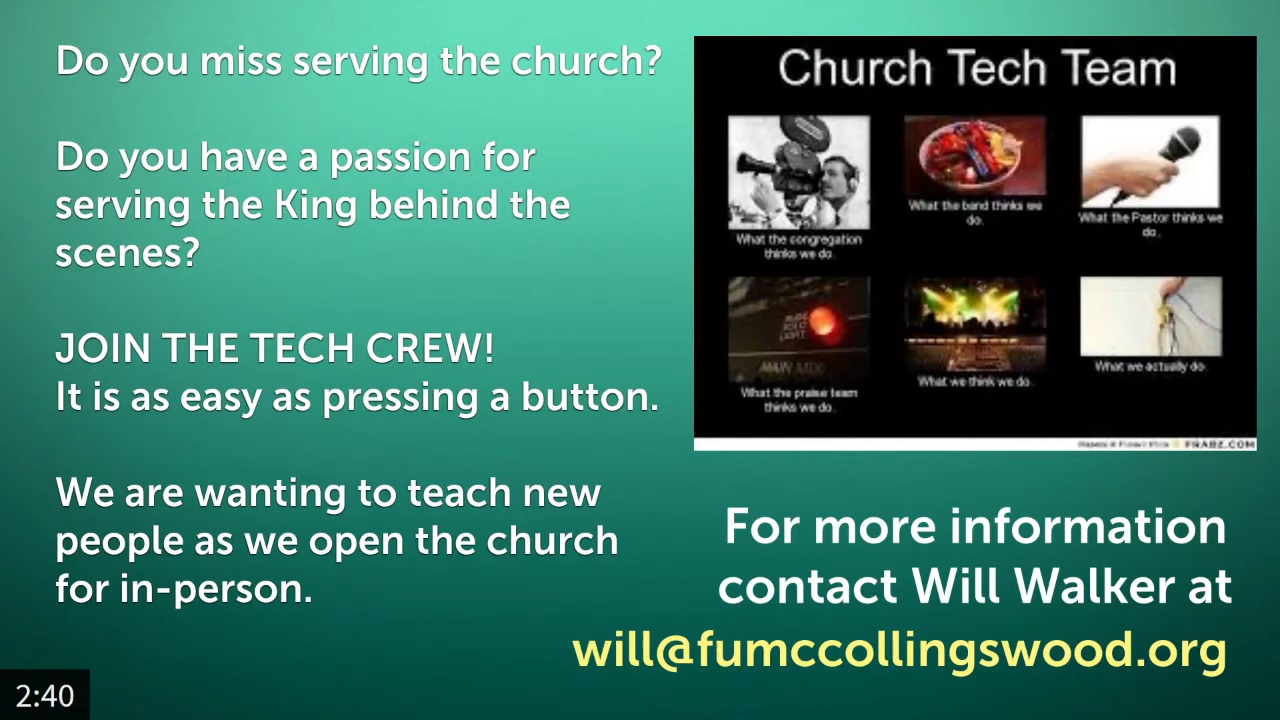 Do you miss serving the church?
Do you have a passion for
serving the King behind the
scenes?
JOIN THE TECH CREW!
It is as easy as pressing a button.
We are wanting to teach new
people as we open the church
for in-person.
Church Tech Team
What the congregation
thinks we do.
What the band thinks we
do.
What the Pastor thinks we
do.
What the praise team
thinks we do.
What we think we do.
What we actually do.
MAIN MIX
FRABZ.COM
For more information
contact Will Walker at
will@fumccollingswood.org
2:40